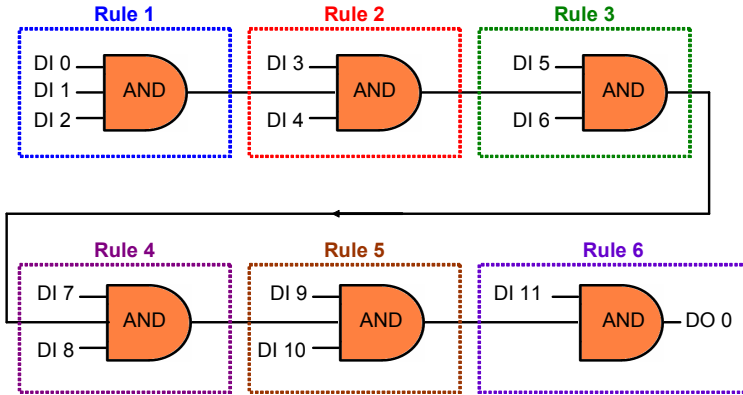 Rule 1 Rule 2 Rule 3
DI 0 DI 3 DI 5
DI 1 AND AND AND
DI 2 DI 4 DI 6
Rule 4 Rule 5 Rule 6
DI 7 DI 9 DI 11
AND AND AND DO 0
DI 8 DI 10